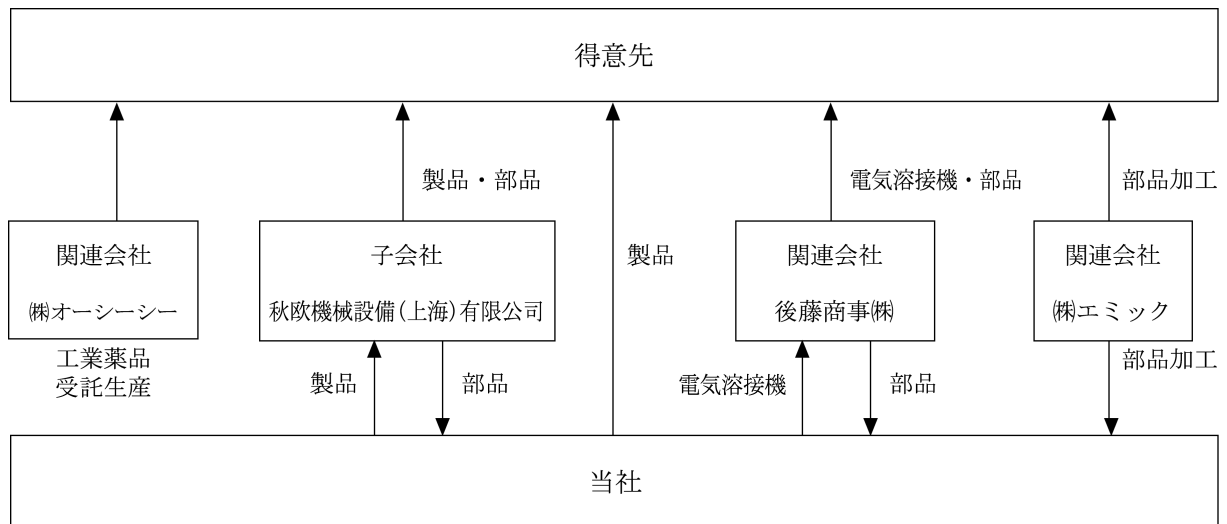 得意先
製品・部品
電気溶接機・部品
部品加工
関連会社
㈱オーシーシー
工業薬品
受託生産
子会社
秋欧機械設備(上海)有限公司
製品
関連会社
後藤商事㈱
関連会社
㈱エミック
製品
部品
電気溶接機
部品
部品加工
当社